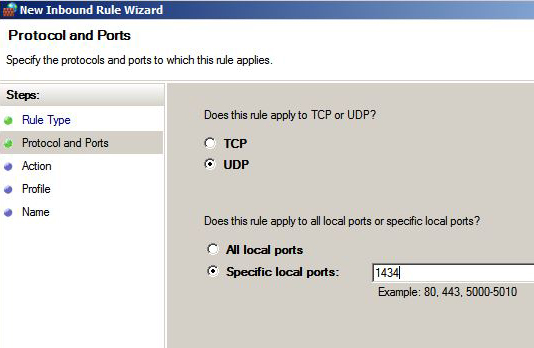 New Inbound Rule Wizard
Protocol and Ports
Specify the protocols and ports to which this rule applies.
Steps:
Rule Type
Protocol and Ports
Action
Profile
Name
Does this rule apply to TCP or UDP?
TCP
UDP
Does this rule apply to all local ports or specific local ports?
All local ports
Specific local ports: 1434
Example: 80, 443, 5000-5010